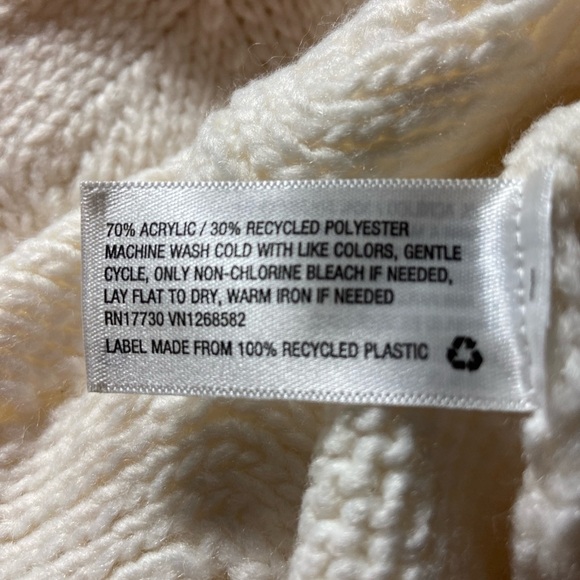 70% ACRYLIC / 30% RECYCLED POLYESTER
MACHINE WASH COLD WITH LIKE COLORS, GENTLE
CYCLE, ONLY NON-CHLORINE BLEACH IF NEEDED,
LAY FLAT TO DRY, WARM IRON IF NEEDED
RN17730 VN1268582
LABEL MADE FROM 100% RECYCLED PLASTIC